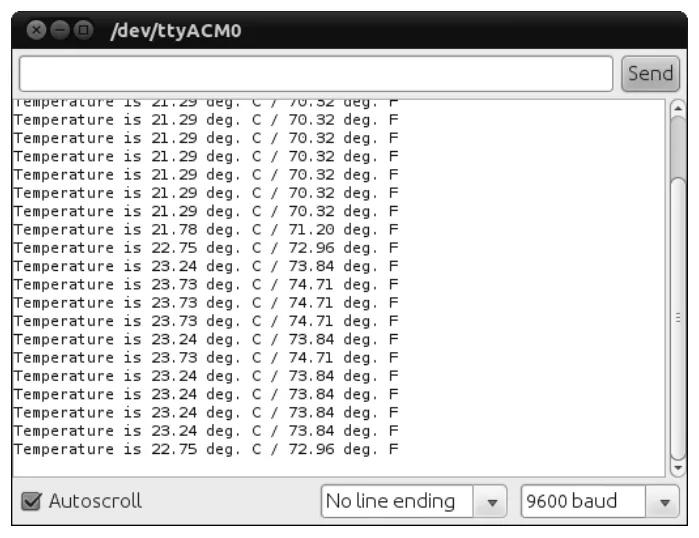 /dev/ttyACM0
Send
Temperature is 21.29 deg. C / 70.32 deg. F
Temperature is 21.29 deg. C / 70.32 deg. F
Temperature is 21.29 deg. C / 70.32 deg. F
Temperature is 21.29 deg. C / 70.32 deg. F
Temperature is 21.29 deg. C / 70.32 deg. F
Temperature is 21.29 deg. C / 70.32 deg. F
Temperature is 21.29 deg. C / 70.32 deg. F
Temperature is 21.78 deg. C / 71.20 deg. F
Temperature is 22.75 deg. C / 72.96 deg. F
Temperature is 23.24 deg. C / 73.84 deg. F
Temperature is 23.73 deg. C / 74.71 deg. F
Temperature is 23.73 deg. C / 74.71 deg. F
Temperature is 23.73 deg. C / 74.71 deg. F
Temperature is 23.24 deg. C / 73.84 deg. F
Temperature is 23.73 deg. C / 74.71 deg. F
Temperature is 23.24 deg. C / 73.84 deg. F
Temperature is 23.24 deg. C / 73.84 deg. F
Temperature is 23.24 deg. C / 73.84 deg. F
Temperature is 23.24 deg. C / 73.84 deg. F
Temperature is 22.75 deg. C / 72.96 deg. F
Autoscroll
No line ending
9600 baud